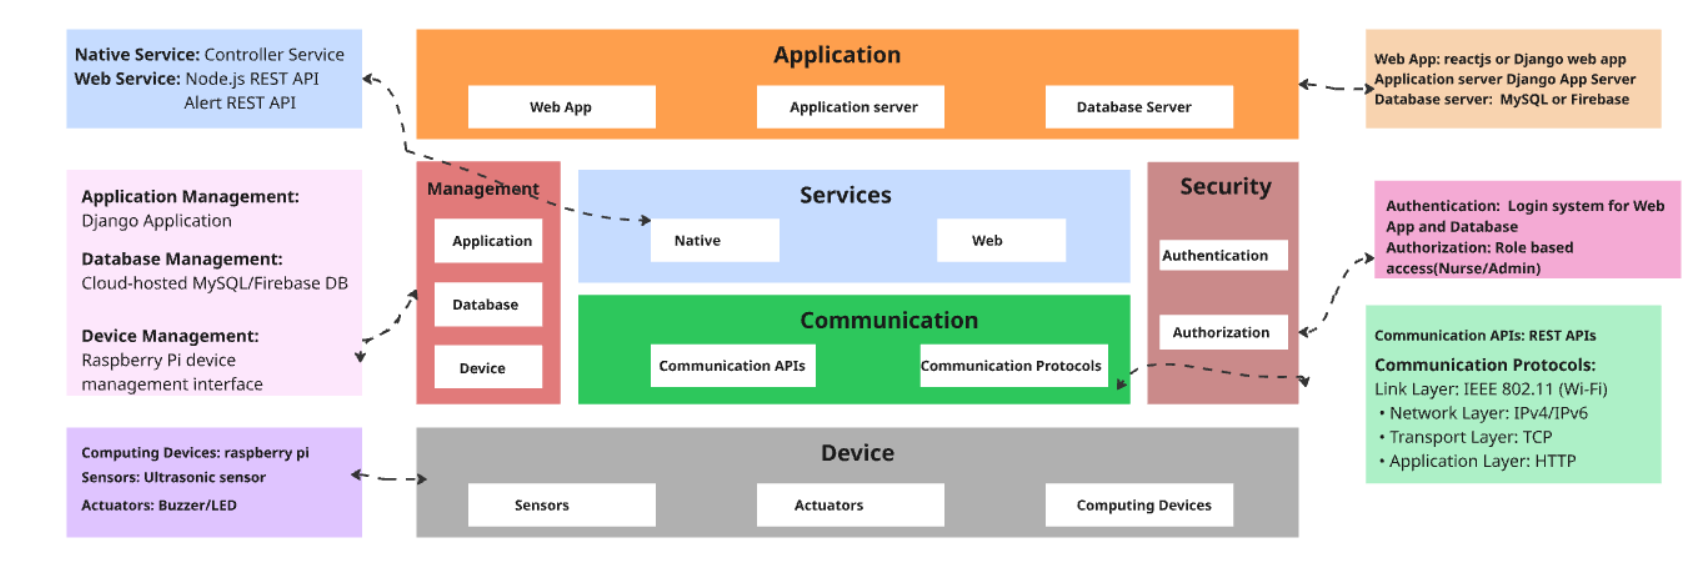 Native Service: Controller Service
Web Service: Node.js REST API
Alert REST API
Application
Web App
Application server
Database Server
Web App: reactjs or Django web app
Application server Django App Server
Database server: MySQL or Firebase
Application Management:
Django Application
Database Management:
Cloud-hosted MySQL/Firebase DB
Device Management:
Raspberry Pi device
management interface
Management
Application
Database
Device
Services
Native
Web
Communication
Communication APIs
Communication Protocols
Security
Authentication
Authorization
Authentication: Login system for Web
App and Database
Authorization: Role based
access(Nurse/Admin)
Communication APIs: REST APIs
Communication Protocols:
Link Layer: IEEE 802.11 (Wi-Fi)
• Network Layer: IPv4/IPv6
• Transport Layer: TCP
• Application Layer: HTTP
Computing Devices: raspberry pi
Sensors: Ultrasonic sensor
Actuators: Buzzer/LED
Device
Sensors
Actuators
Computing Devices